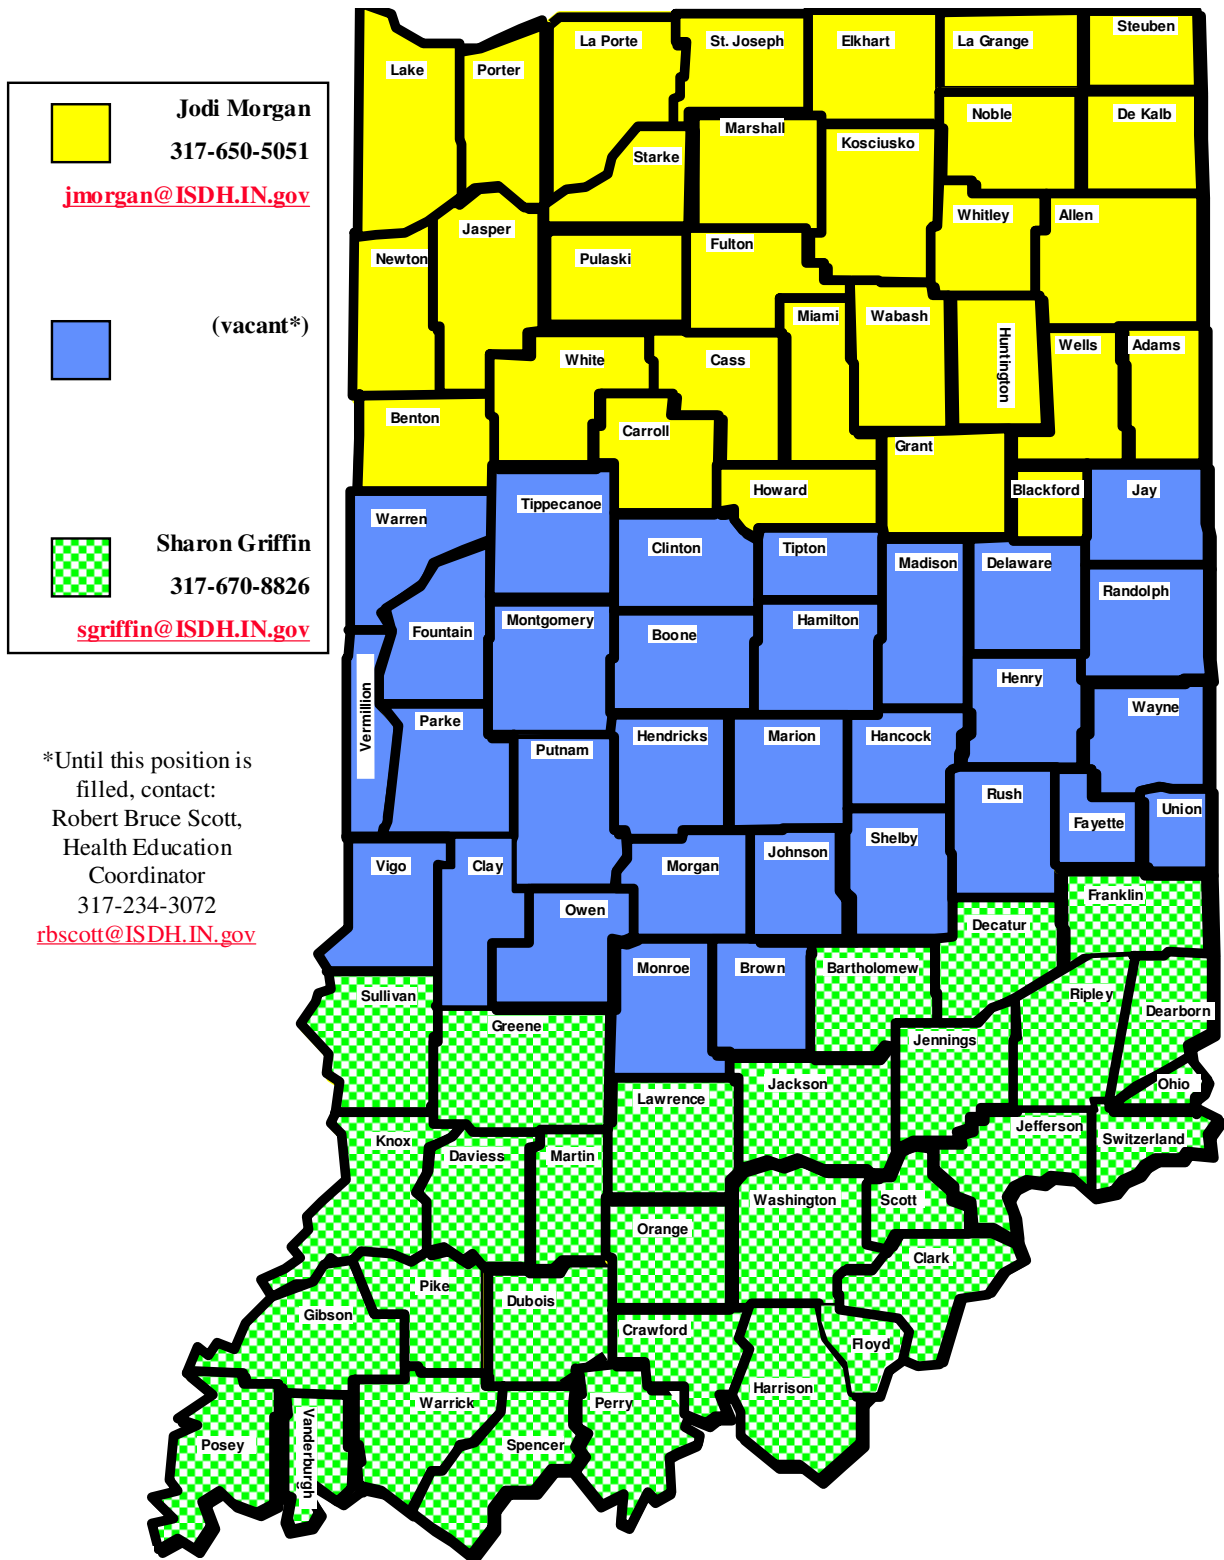 Jodi Morgan
317-650-5051
jmorgan@ISDH.IN.gov
(vacant*)
Sharon Griffin
317-670-8826
sgriffin@ISDH.IN.gov
*Until this position is
filled, contact:
Robert Bruce Scott,
Health Education
Coordinator
317-234-3072
rbscott@ISDH.IN.gov
Lake
Porter
La Porte
St. Joseph
Elkhart
La Grange
Steuben
Noble
De Kalb
Marshall
Starke
Kosciusko
Whitley
Allen
Jasper
Newton
Pulaski
Fulton
Miami
Wabash
Huntington
Wells
Adams
White
Cass
Benton
Carroll
Grant
Howard
Blackford
Jay
Tippecanoe
Warren
Clinton
Tipton
Madison
Delaware
Randolph
Fountain
Montgomery
Boone
Hamilton
Henry
Vermillion
Parke
Putnam
Hendricks
Marion
Hancock
Wayne
Rush
Fayette
Union
Vigo
Clay
Morgan
Johnson
Shelby
Owen
Franklin
Decatur
Monroe
Brown
Bartholomew
Sullivan
Greene
Ripley
Dearborn
Jennings
Jackson
Ohio
Lawrence
Knox
Daviess
Martin
Jefferson
Switzerland
Washington
Scott
Orange
Clark
Pike
Dubois
Gibson
Crawford
Floyd
Harrison
Warrick
Perry
Posey
Vanderburgh
Spencer